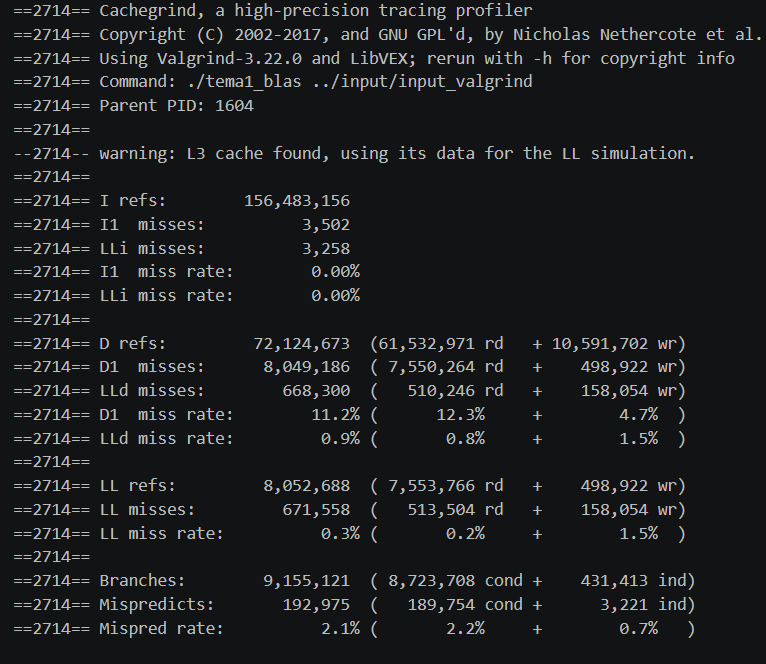 ==2714== Cachegrind, a high-precision tracing profiler
==2714== Copyright (C) 2002-2017, and GNU GPL'd, by Nicholas Nethercote et al.
==2714== Using Valgrind-3.22.0 and LibVEX; rerun with -h for copyright info
==2714== Command: ./tema1_blas ../input/input_valgrind
==2714== Parent PID: 1604
==2714==
--2714-- warning: L3 cache found, using its data for the LL simulation.
==2714==
==2714== I refs:        156,483,156
==2714== I1  misses:          3,502
==2714== LLi misses:          3,258
==2714== I1  miss rate:        0.00%
==2714== LLi miss rate:        0.00%
==2714==
==2714== D refs:         72,124,673  (61,532,971 rd   + 10,591,702 wr)
==2714== D1  misses:      8,049,186  ( 7,550,264 rd   +    498,922 wr)
==2714== LLd misses:        668,300  (   510,246 rd   +    158,054 wr)
==2714== D1  miss rate:        11.2% (      12.3%     +        4.7%  )
==2714== LLd miss rate:         0.9% (       0.8%     +        1.5%  )
==2714==
==2714== LL refs:         8,052,688  ( 7,553,766 rd   +    498,922 wr)
==2714== LL misses:         671,558  (   513,504 rd   +    158,054 wr)
==2714== LL miss rate:          0.3% (       0.2%     +        1.5%  )
==2714==
==2714== Branches:        9,155,121  ( 8,723,708 cond +    431,413 ind)
==2714== Mispredicts:       192,975  (   189,754 cond +      3,221 ind)
==2714== Mispred rate:          2.1% (       2.2%     +        0.7%   )